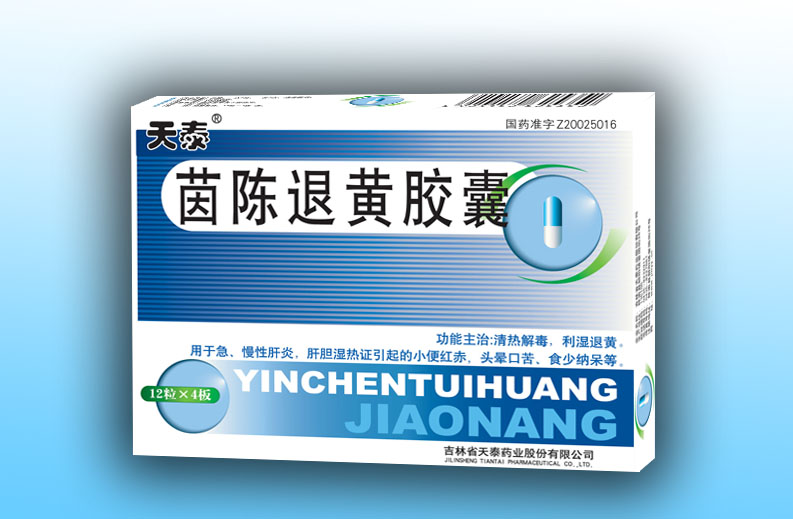 天泰®
国药准字Z20025016
茵陈退黄胶囊
功能主治:清热解毒，利湿退黄。
用于急、慢性肝炎，肝胆湿热证引起的小便红赤，头晕口苦、食少纳呆等。
12粒×4板
YINCHENTUIHUANG
JIAONANG
吉林省天泰药业股份有限公司
JILINSHENG TIANTAI PHARMACEUTICAL CO.,LTD.